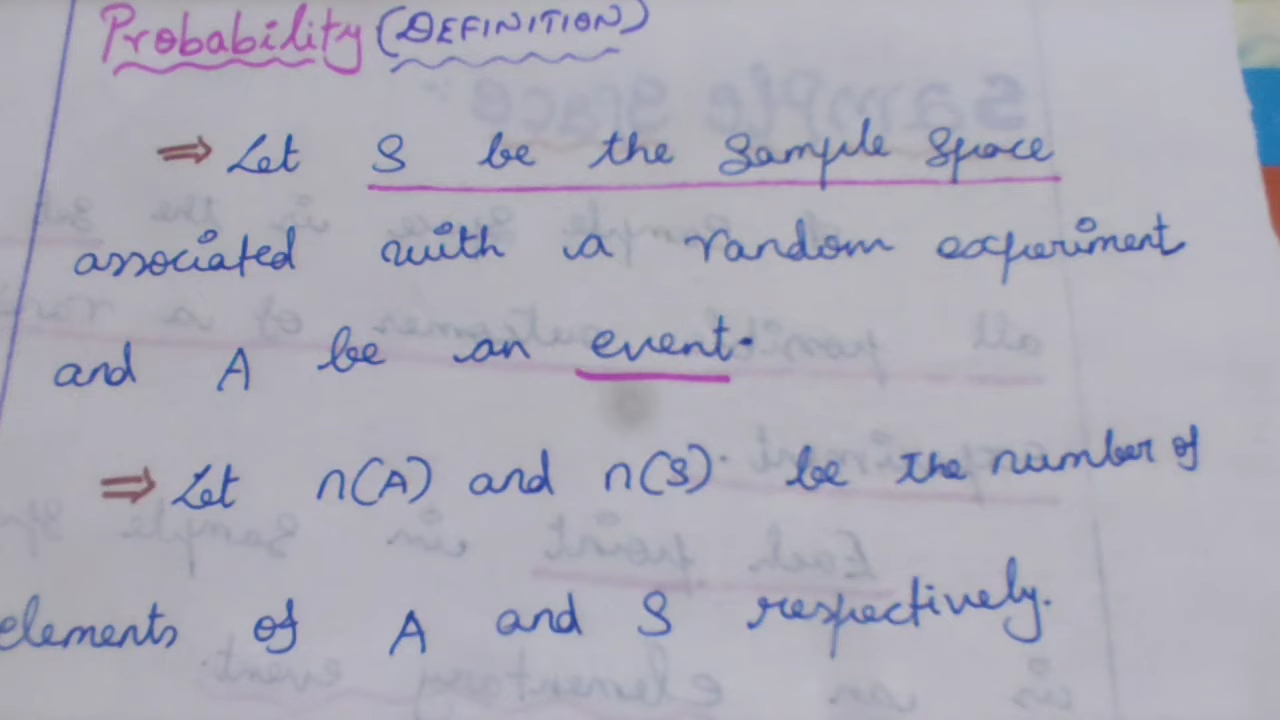 Probability (DEFINITION)
⇒ Let S be the Sample Space
associated with a random experiment
and A be an event.
⇒ Let n(A) and n(S). be the number of
elements of A and S respectively.